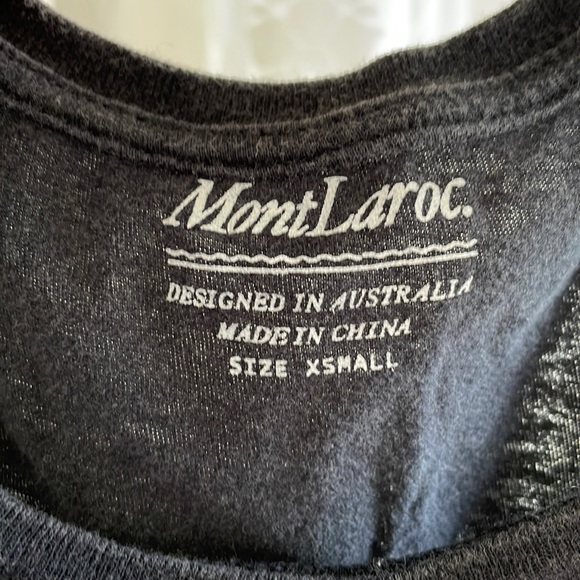 MontLaroc.
DESIGNED IN AUSTRALIA
MADE IN CHINA
SIZE XSMALL